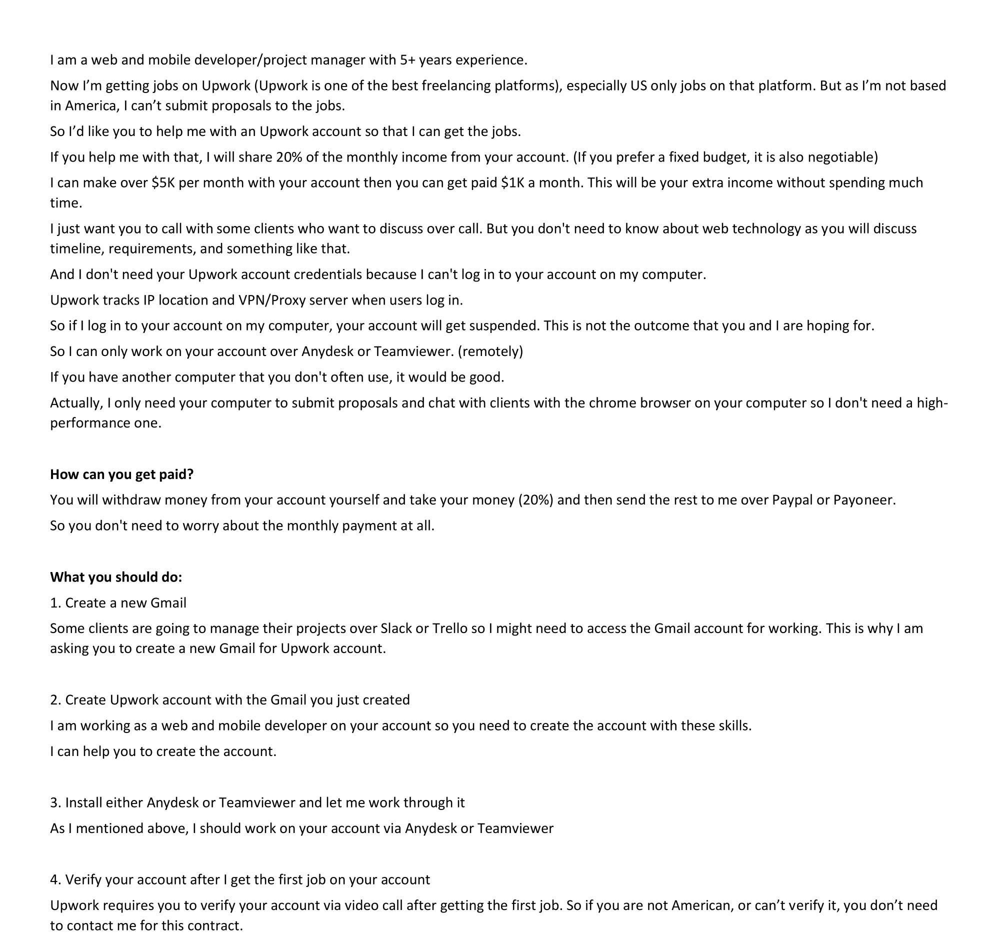 I am a web and mobile developer/project manager with 5+ years experience.
Now I’m getting jobs on Upwork (Upwork is one of the best freelancing platforms), especially US only jobs on that platform. But as I’m not based
in America, I can’t submit proposals to the jobs.
So I’d like you to help me with an Upwork account so that I can get the jobs.
If you help me with that, I will share 20% of the monthly income from your account. (If you prefer a fixed budget, it is also negotiable)
I can make over $5K per month with your account then you can get paid $1K a month. This will be your extra income without spending much
time.
I just want you to call with some clients who want to discuss over call. But you don't need to know about web technology as you will discuss
timeline, requirements, and something like that.
And I don't need your Upwork account credentials because I can't log in to your account on my computer.
Upwork tracks IP location and VPN/Proxy server when users log in.
So if I log in to your account on my computer, your account will get suspended. This is not the outcome that you and I are hoping for.
So I can only work on your account over Anydesk or Teamviewer. (remotely)
If you have another computer that you don't often use, it would be good.
Actually, I only need your computer to submit proposals and chat with clients with the chrome browser on your computer so I don't need a high-
performance one.
How can you get paid?
You will withdraw money from your account yourself and take your money (20%) and then send the rest to me over Paypal or Payoneer.
So you don't need to worry about the monthly payment at all.
What you should do:
1. Create a new Gmail
Some clients are going to manage their projects over Slack or Trello so I might need to access the Gmail account for working. This is why I am
asking you to create a new Gmail for Upwork account.
2. Create Upwork account with the Gmail you just created
I am working as a web and mobile developer on your account so you need to create the account with these skills.
I can help you to create the account.
3. Install either Anydesk or Teamviewer and let me work through it
As I mentioned above, I should work on your account via Anydesk or Teamviewer
4. Verify your account after I get the first job on your account
Upwork requires you to verify your account via video call after getting the first job. So if you are not American, or can’t verify it, you don’t need
to contact me for this contract.